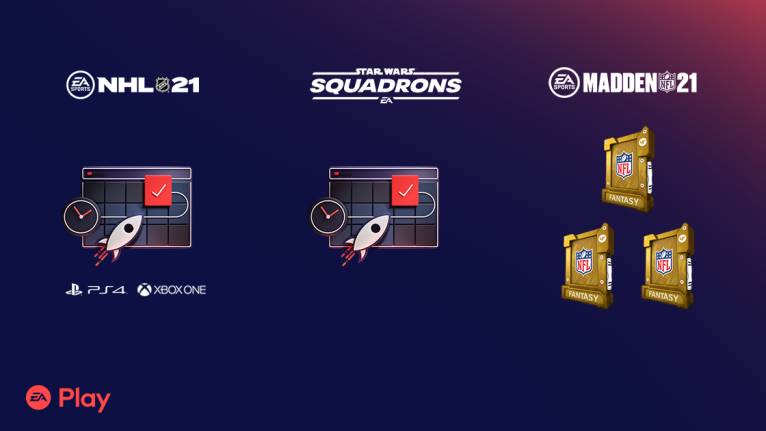 EA SPORTS NHL NHL 21
STAR WARS
SQUADRONS
EA
EA SPORTS MADDEN NFL 21
NFL
FANTASY
NFL
FANTASY
NFL
FANTASY
PS4 XBOX ONE
EA Play